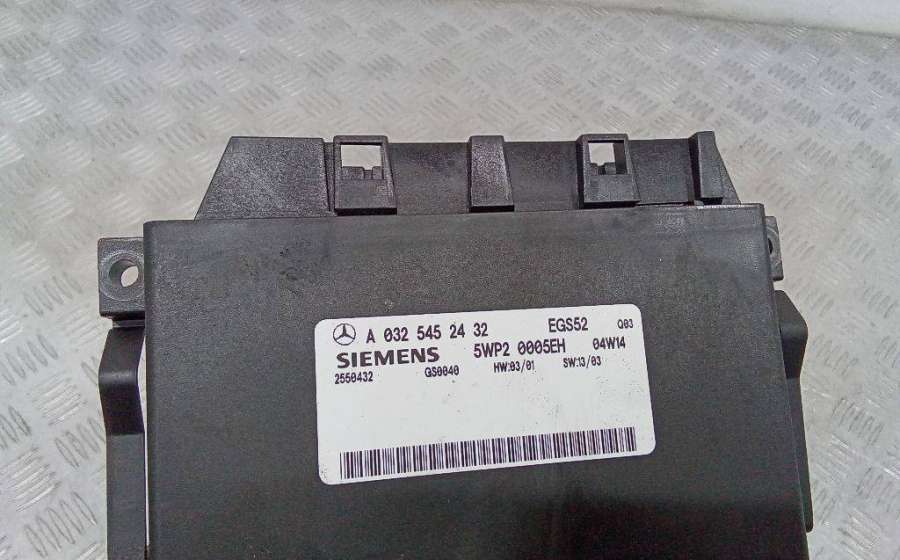 A 032 545 24 32 EGS52 Q03
SIEMENS 5WP2 0005EH 04W14
2550432 GS0040 HW:03/01 SW:13/03